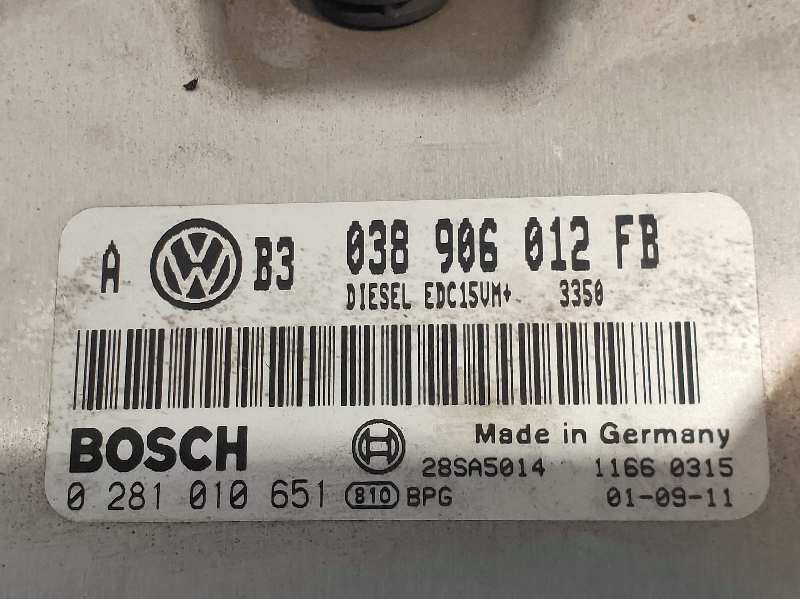 A VW B3 038 906 012 FB
DIESEL EDC15VM+ 3350
BOSCH
Made in Germany
28SA5014 1166 0315
0 281 010 651 810 BPG 01-09-11